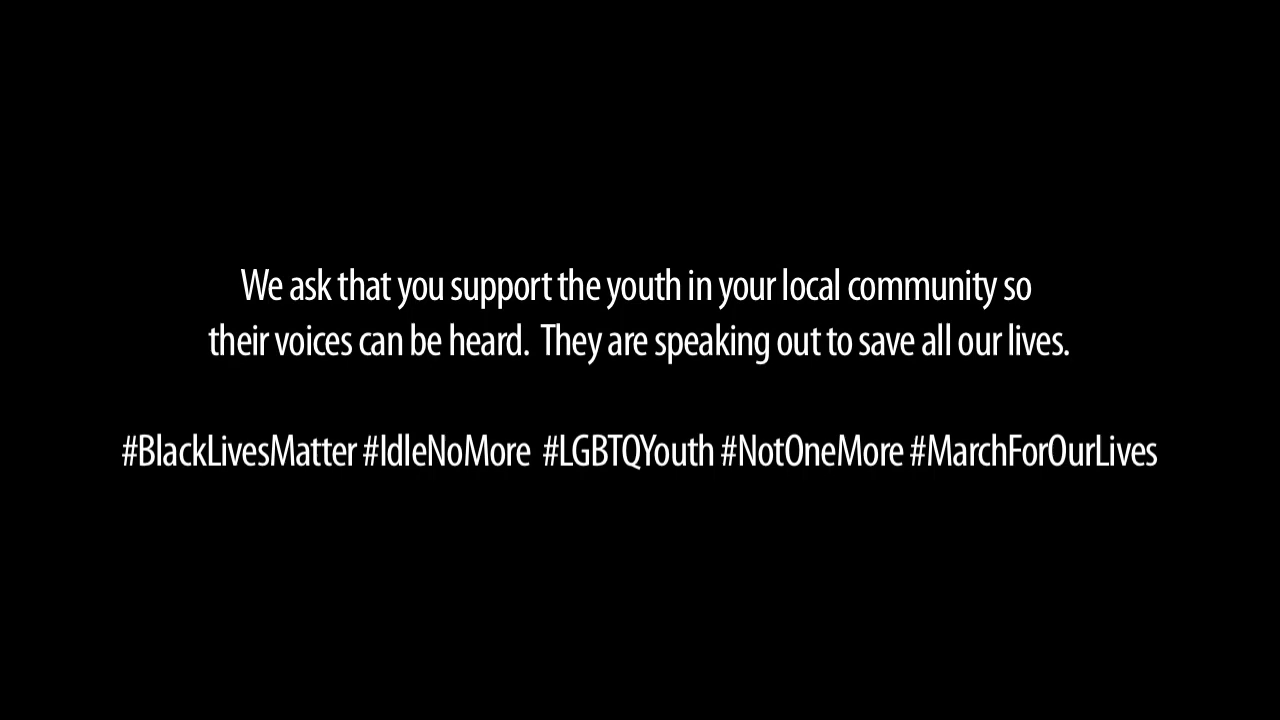 We ask that you support the youth in your local community so
their voices can be heard.  They are speaking out to save all our lives.
#BlackLivesMatter #IdleNoMore  #LGBTQYouth #NotOneMore #MarchForOurLives